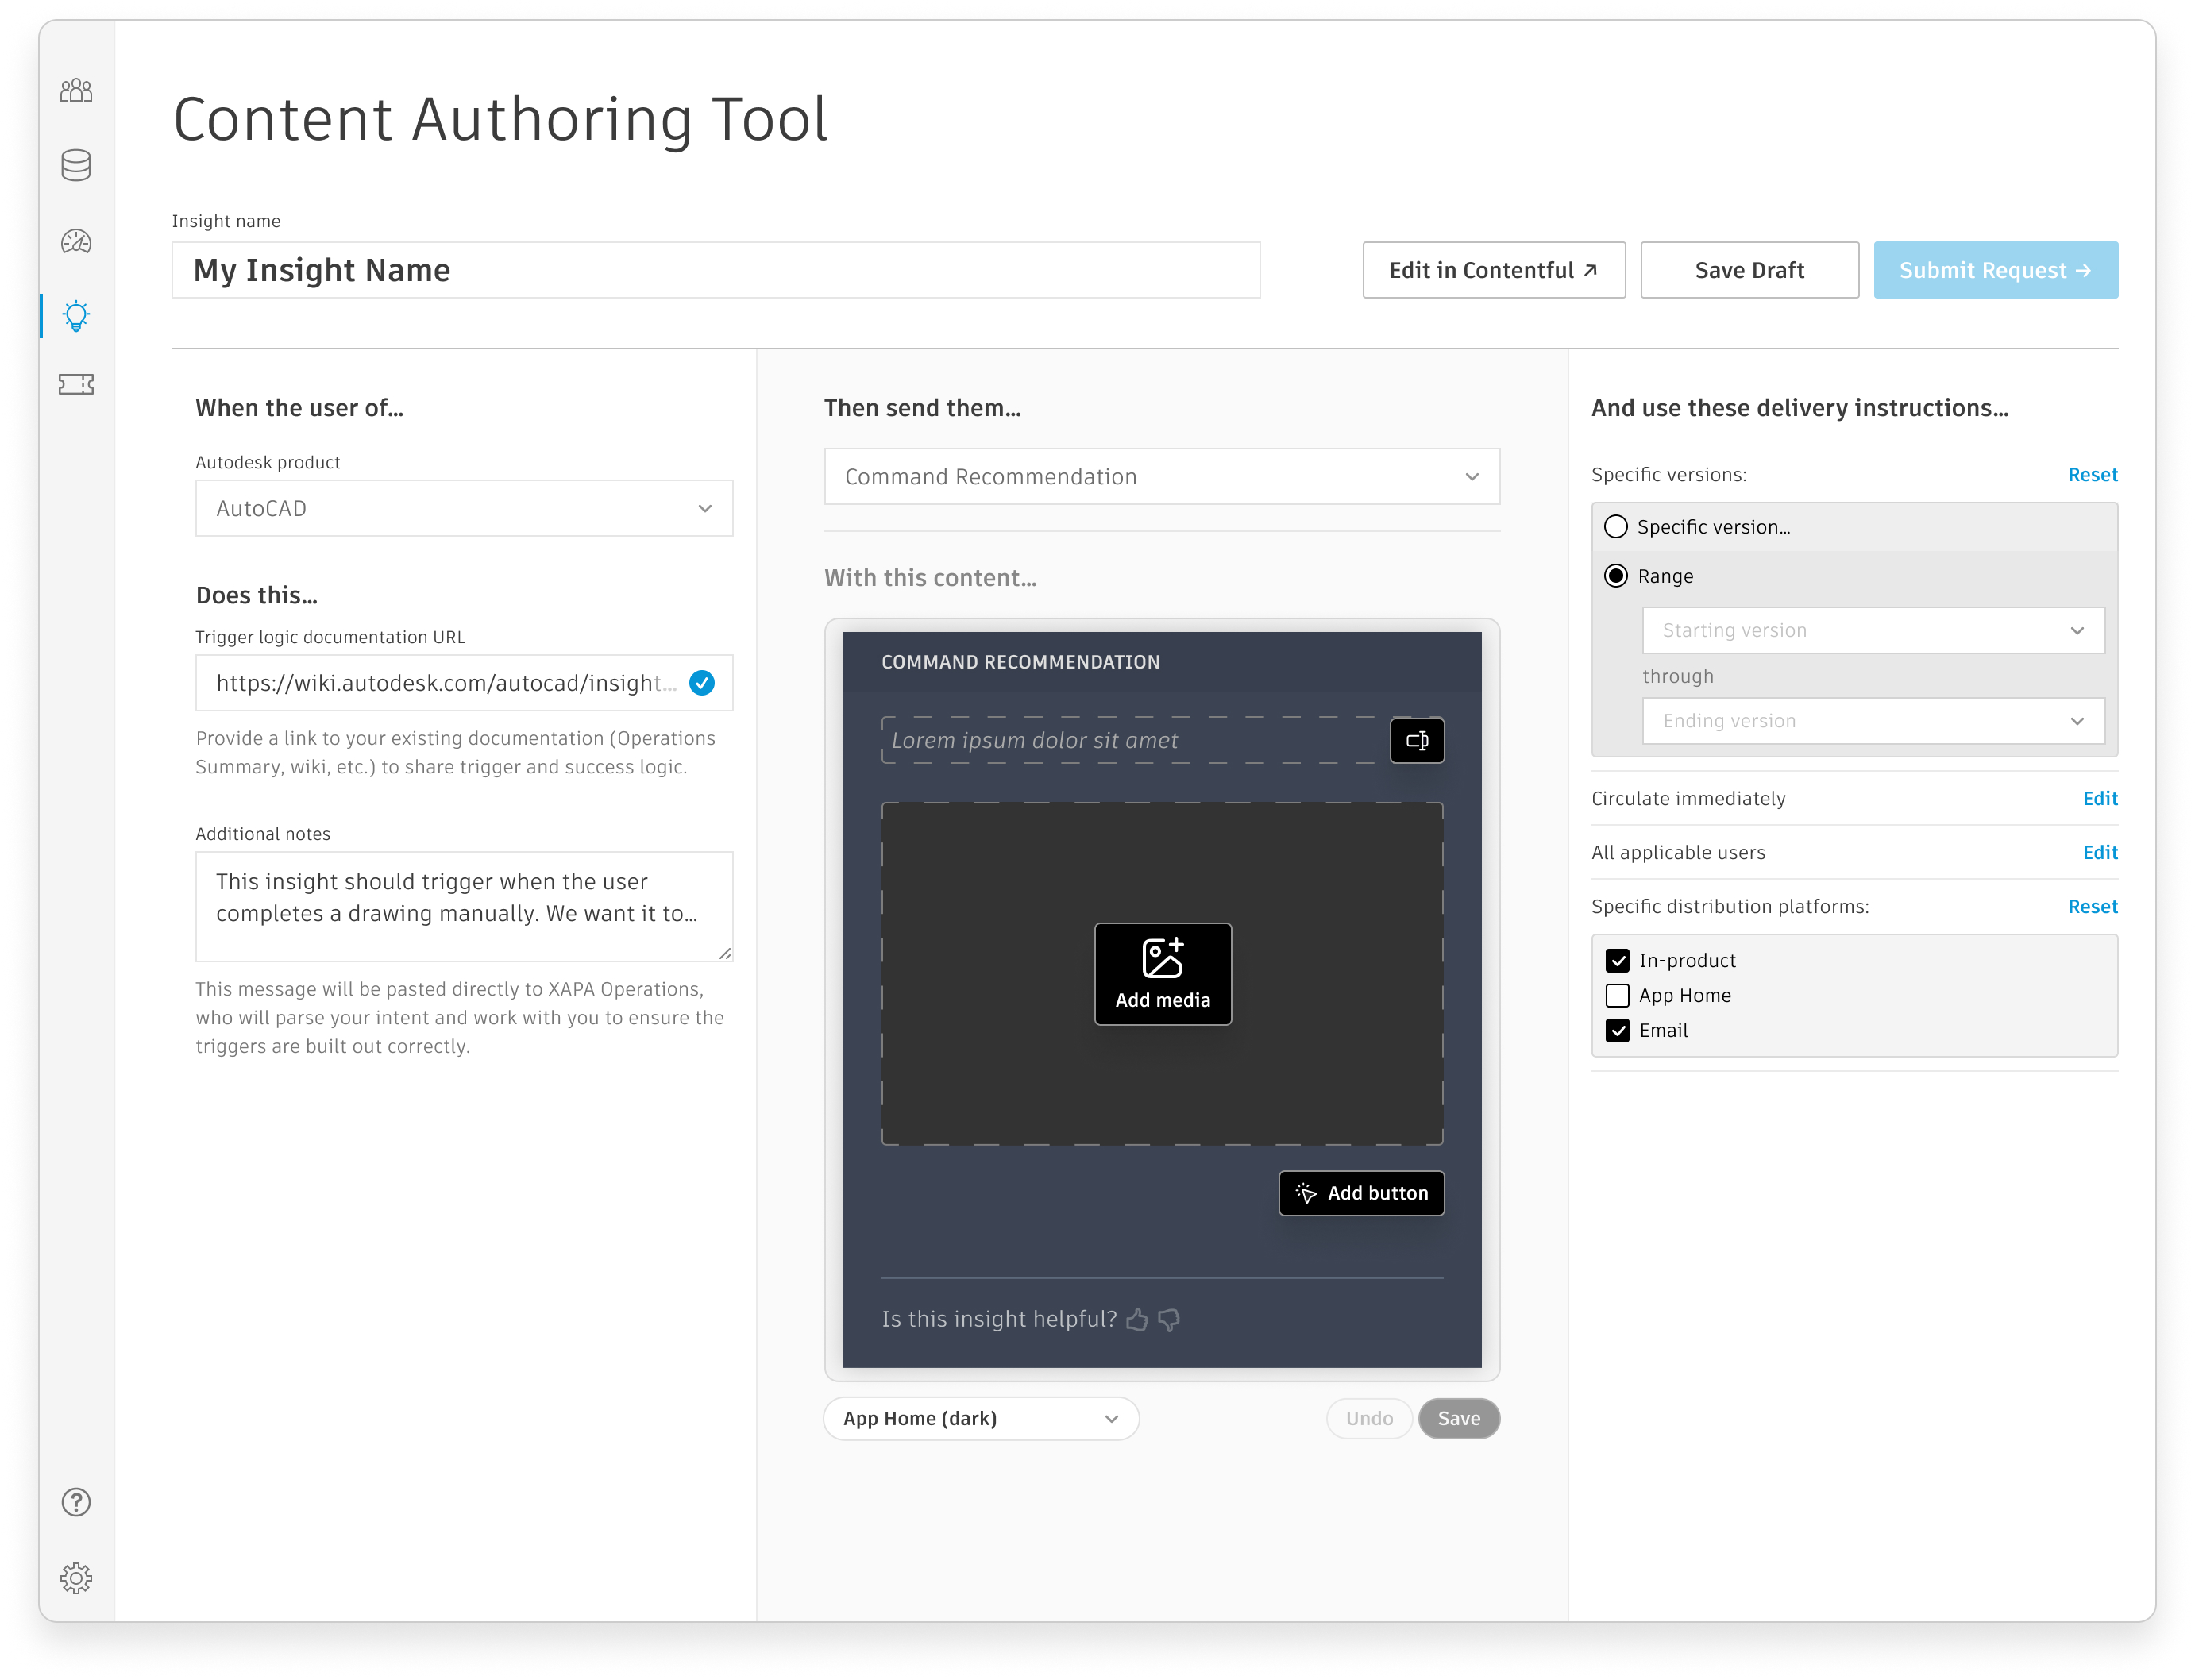 Content Authoring Tool
Insight name
My Insight Name
Edit in Contentful ↗
Save Draft
Submit Request →
When the user of...
Autodesk product
AutoCAD
Does this...
Trigger logic documentation URL
https://wiki.autodesk.com/autocad/insight...
Provide a link to your existing documentation (Operations
Summary, wiki, etc.) to share trigger and success logic.
Additional notes
This insight should trigger when the user
completes a drawing manually. We want it to...
This message will be pasted directly to XAPA Operations,
who will parse your intent and work with you to ensure the
triggers are built out correctly.
Then send them...
Command Recommendation
With this content...
COMMAND RECOMMENDATION
Lorem ipsum dolor sit amet
Add media
Add button
Is this insight helpful?
App Home (dark)
Undo
Save
And use these delivery instructions...
Specific versions:
Reset
Specific version...
Range
Starting version
through
Ending version
Circulate immediately
Edit
All applicable users
Edit
Specific distribution platforms:
Reset
In-product
App Home
Email